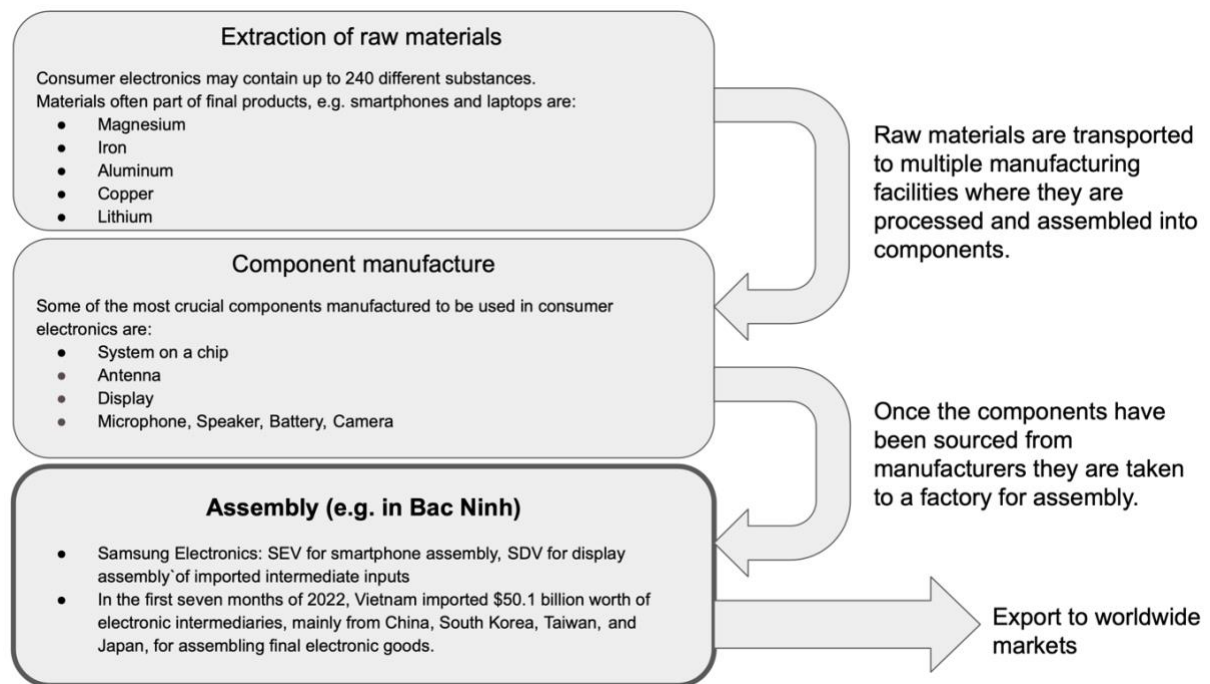 Extraction of raw materials
Consumer electronics may contain up to 240 different substances.
Materials often part of final products, e.g. smartphones and laptops are:
● Magnesium
● Iron
● Aluminum
● Copper
● Lithium
Raw materials are transported
to multiple manufacturing
facilities where they are
processed and assembled into
components.
Component manufacture
Some of the most crucial components manufactured to be used in consumer
electronics are:
● System on a chip
● Antenna
● Display
● Microphone, Speaker, Battery, Camera
Once the components have
been sourced from
manufacturers they are taken
to a factory for assembly.
Assembly (e.g. in Bac Ninh)
● Samsung Electronics: SEV for smartphone assembly, SDV for display
assembly`of imported intermediate inputs
● In the first seven months of 2022, Vietnam imported $50.1 billion worth of
electronic intermediaries, mainly from China, South Korea, Taiwan, and
Japan, for assembling final electronic goods.
Export to worldwide
markets